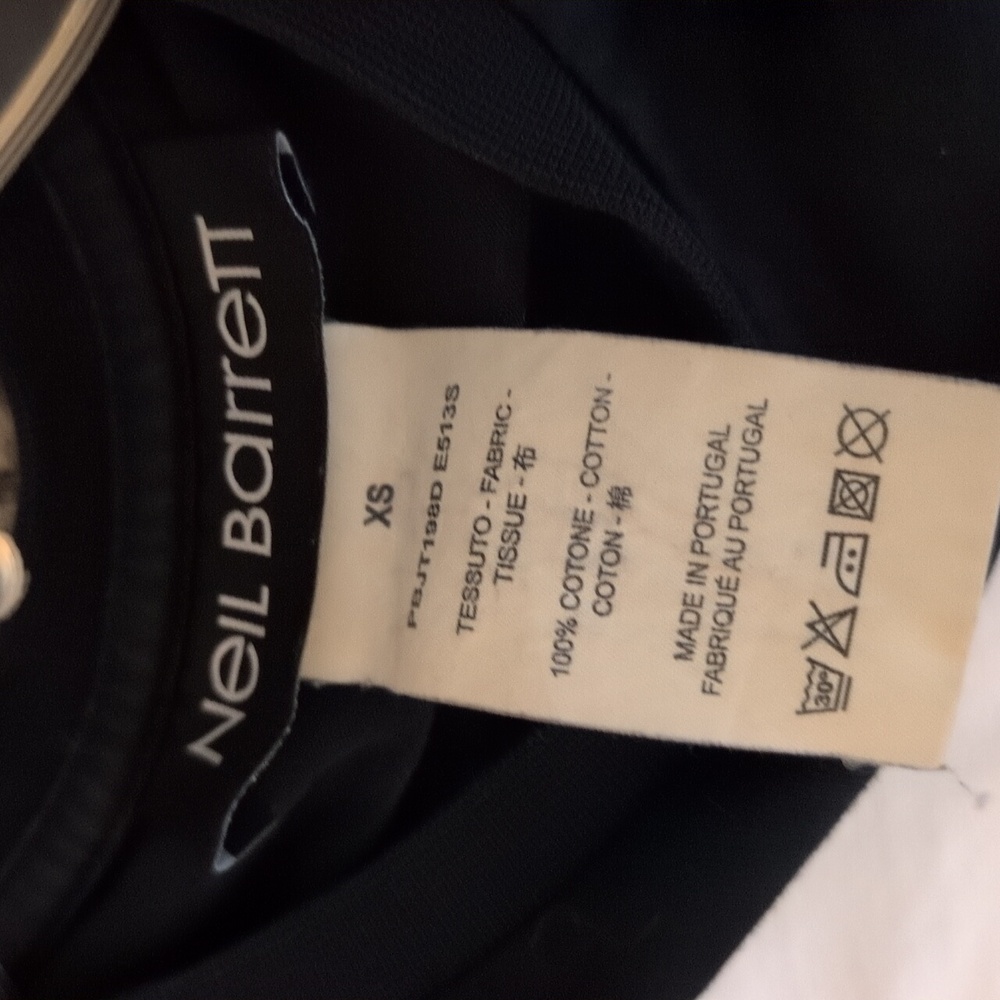 Neil Barrett
XS
PBJT198D E513S
TESSUTO - FABRIC -
TISSUE - 布
100% COTONE - COTTON -
COTON - 棉
MADE IN PORTUGAL
FABRIQUÉ AU PORTUGAL
30°